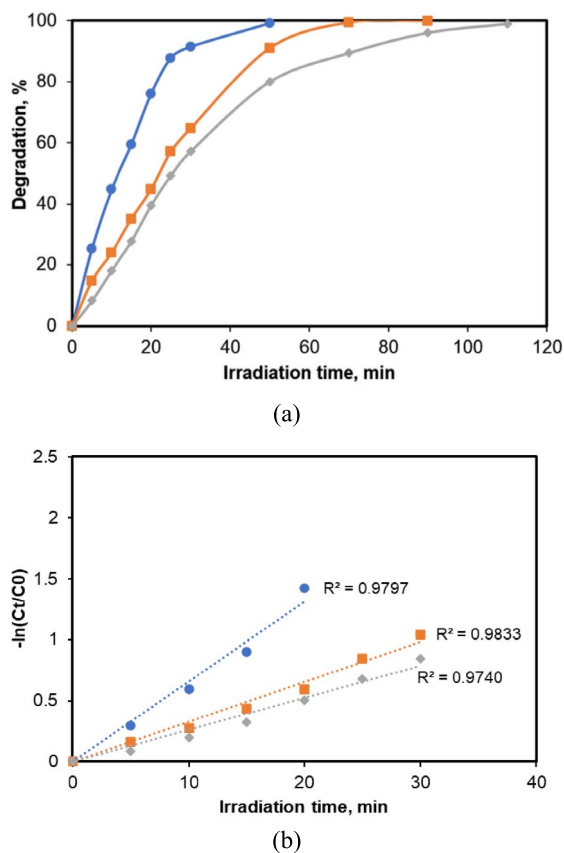 100
80
60
40
20
0
Degradation, %
0 20 40 60 80 100 120
Irradiation time, min
(a)
2.5
2
1.5
1
0.5
0
-ln(Ct/C0)
R² = 0.9797
R² = 0.9833
R² = 0.9740
0 10 20 30 40
Irradiation time, min
(b)